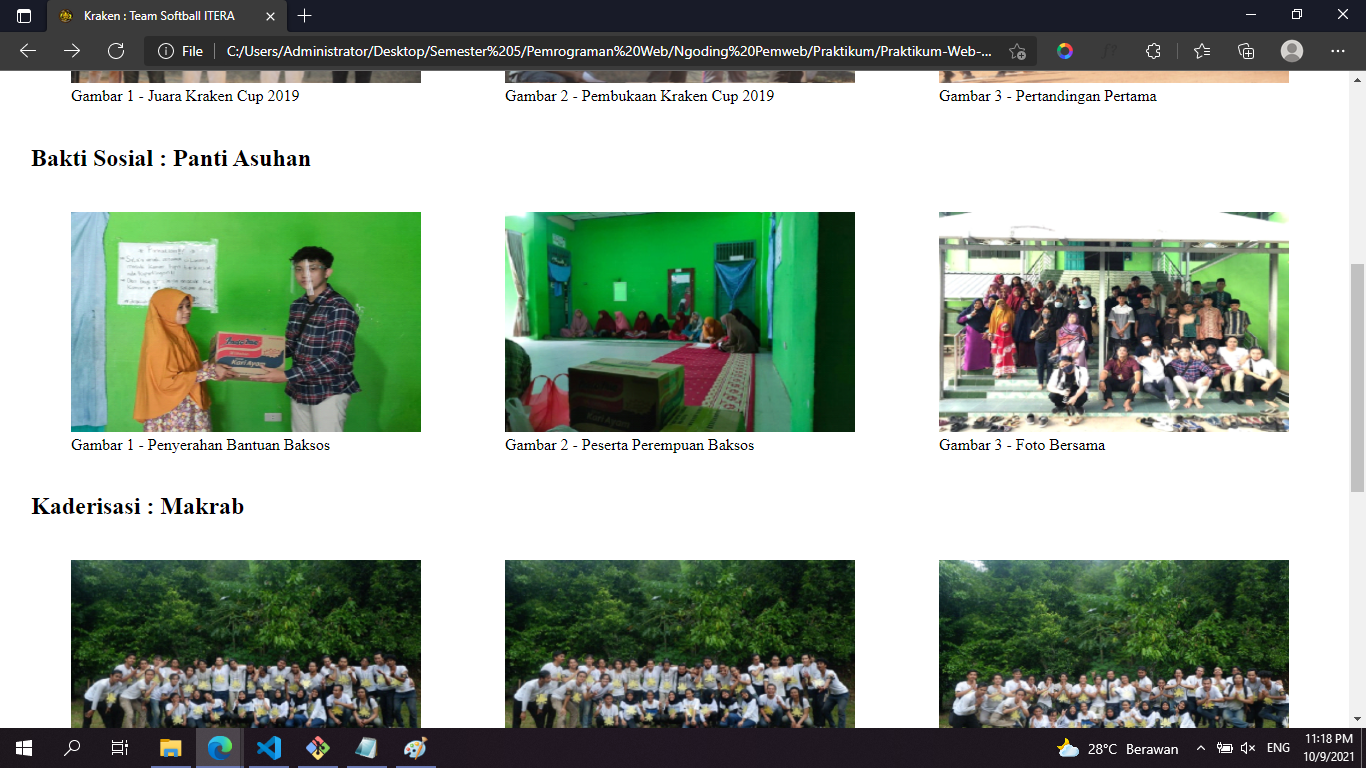 Kraken : Team Softball ITERA
File
C:/Users/Administrator/Desktop/Semester%205/Pemrograman%20Web/Ngoding%20Pemweb/Praktikum/Praktikum-Web-...
Gambar 1 - Juara Kraken Cup 2019
Gambar 2 - Pembukaan Kraken Cup 2019
Gambar 3 - Pertandingan Pertama
Bakti Sosial : Panti Asuhan
Kari Ayam
Gambar 1 - Penyerahan Bantuan Baksos
Gambar 2 - Peserta Perempuan Baksos
Gambar 3 - Foto Bersama
Kaderisasi : Makrab
28°C Berawan
ENG
11:18 PM
10/9/2021